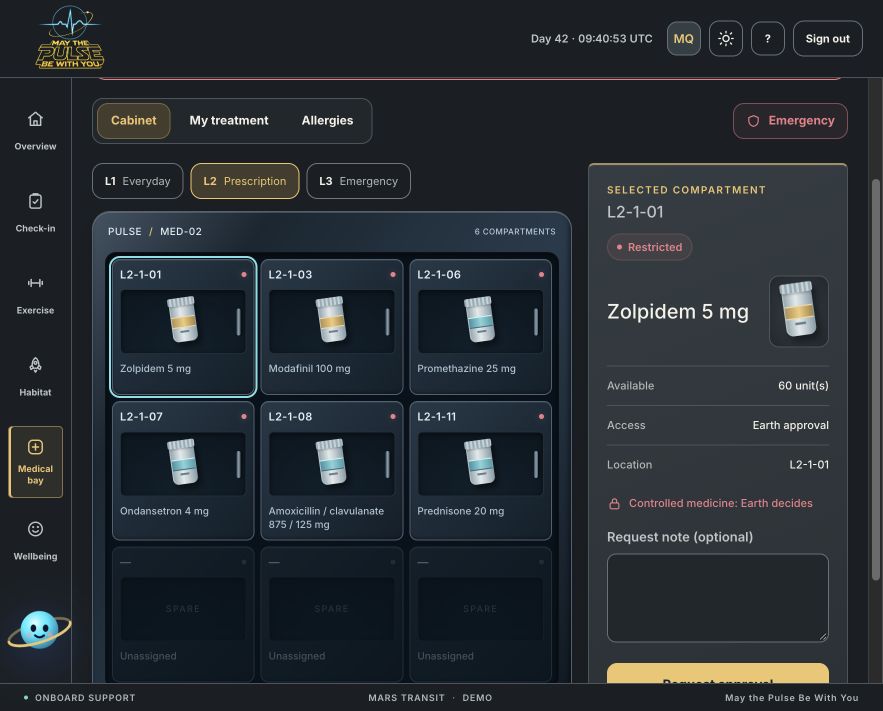 MAY THE
PULSE
BE WITH YOU
Day 42 · 09:40:53 UTC
MQ
?
Sign out
Overview
Check-in
Exercise
Habitat
Medical
bay
Wellbeing
Cabinet
My treatment
Allergies
Emergency
L1 Everyday
L2 Prescription
L3 Emergency
PULSE / MED-02
6 COMPARTMENTS
L2-1-01
L2-1-03
L2-1-06
Zolpidem 5 mg
Modafinil 100 mg
Promethazine 25 mg
L2-1-07
L2-1-08
L2-1-11
Ondansetron 4 mg
Amoxicillin / clavulanate
875 / 125 mg
Prednisone 20 mg
—
—
—
SPARE
SPARE
SPARE
Unassigned
Unassigned
Unassigned
SELECTED COMPARTMENT
L2-1-01
Restricted
Zolpidem 5 mg
Available 60 unit(s)
Access Earth approval
Location L2-1-01
Controlled medicine: Earth decides
Request note (optional)
Request approval
ONBOARD SUPPORT
MARS TRANSIT · DEMO
May the Pulse Be With You